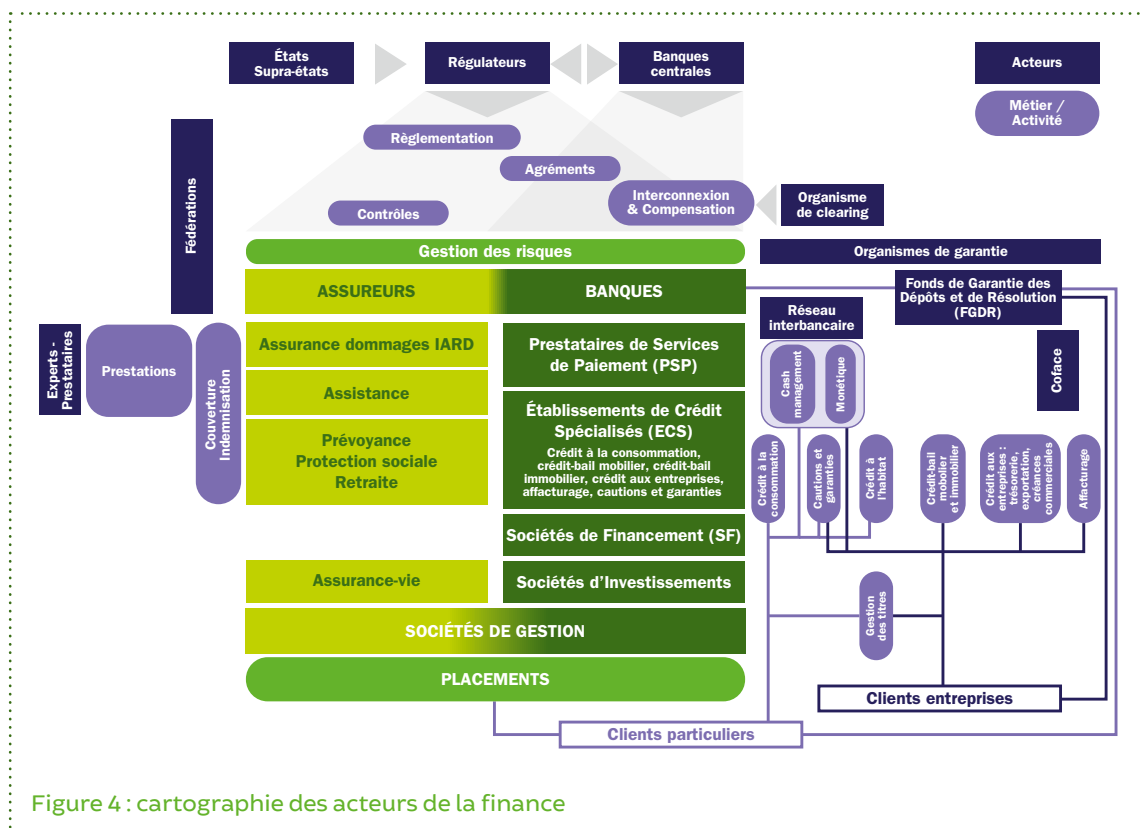 États
Supra-états
Régulateurs
Banques
centrales
Acteurs
Métier /
Activité
Règlementation
Agréments
Interconnexion
& Compensation
Organisme
de clearing
Contrôles
Fédérations
Gestion des risques
Organismes de garantie
ASSUREURS
BANQUES
Fonds de Garantie des
Dépôts et de Résolution
(FGDR)
Réseau
interbancaire
Experts -
Prestataires
Prestations
Couverture
Indemnisation
Assurance dommages IARD
Prestataires de Services
de Paiement (PSP)
Cash
management
Monétique
Coface
Assistance
Établissements de Crédit
Spécialisés (ECS)
Crédit à la consommation,
crédit-bail mobilier, crédit-bail
immobilier, crédit aux entreprises,
affacturage, cautions et garanties
Prévoyance
Protection sociale
Retraite
Crédit à la
consommation
Cautions et
garanties
Crédit à
l'habitat
Crédit-bail
mobolier
et immobilier
Crédit aux
entreprises :
trésorerie,
exportation,
créances
commerciales
Affacturage
Sociétés de Financement (SF)
Assurance-vie
Sociétés d'Investissements
Gestion
des titres
SOCIÉTÉS DE GESTION
PLACEMENTS
Clients entreprises
Clients particuliers
Figure 4 : cartographie des acteurs de la finance